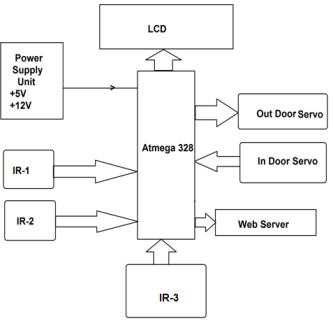 LCD
Power
Supply
Unit
+5V
+12V
Atmega 328
Out Door Servo
In Door Servo
IR-1
IR-2
Web Server
IR-3